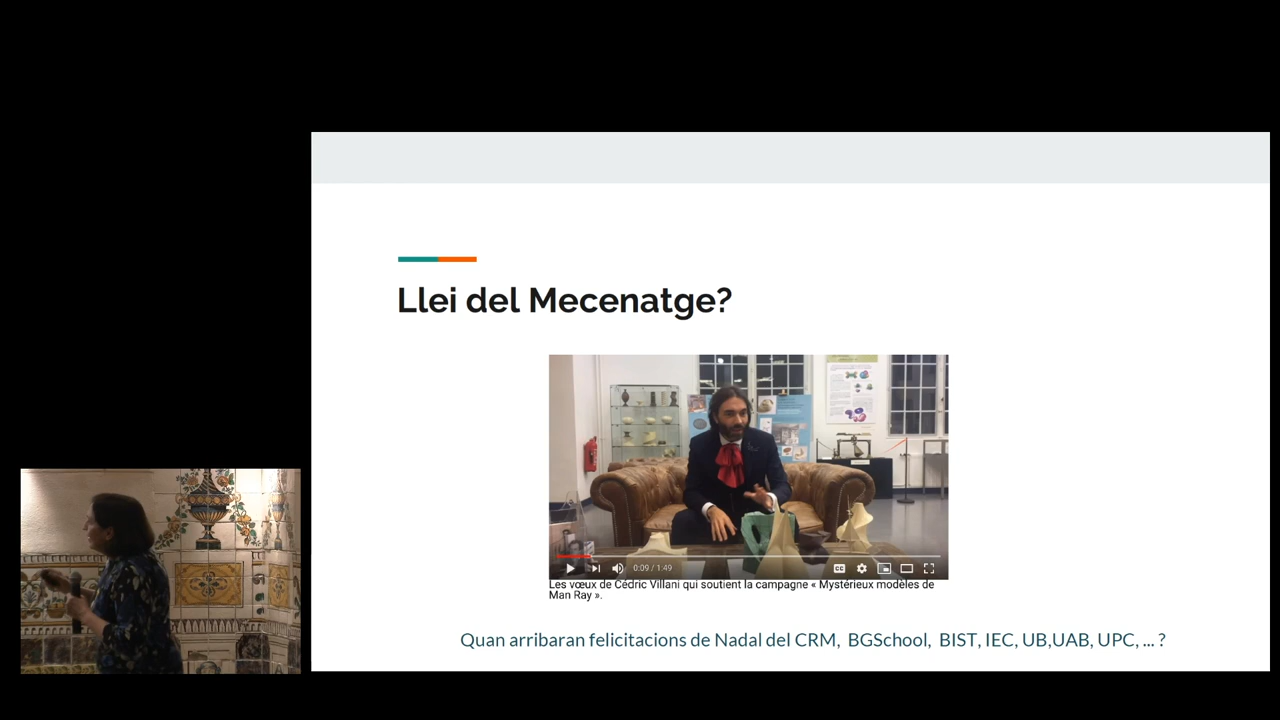 Llei del Mecenatge?
0:09 / 1:49
Les vœux de Cédric Villani qui soutient la campagne « Mystérieux modèles de
Man Ray ».
Quan arribaran felicitacions de Nadal del CRM, BGSchool, BIST, IEC, UB,UAB, UPC, ... ?